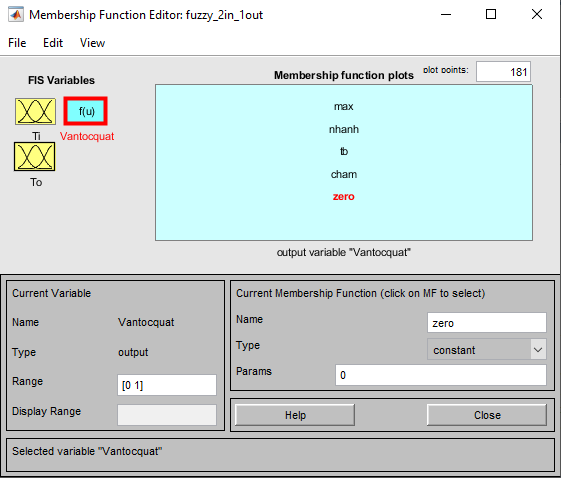 Membership Function Editor: fuzzy_2in_1out
File Edit View
FIS Variables
f(u)
Ti Vantocquat
To
Membership function plots plot points: 181
max
nhanh
tb
cham
zero
output variable "Vantocquat"
Current Variable
Name Vantocquat
Type output
Range [0 1]
Display Range
Current Membership Function (click on MF to select)
Name zero
Type constant
Params 0
Help Close
Selected variable "Vantocquat"